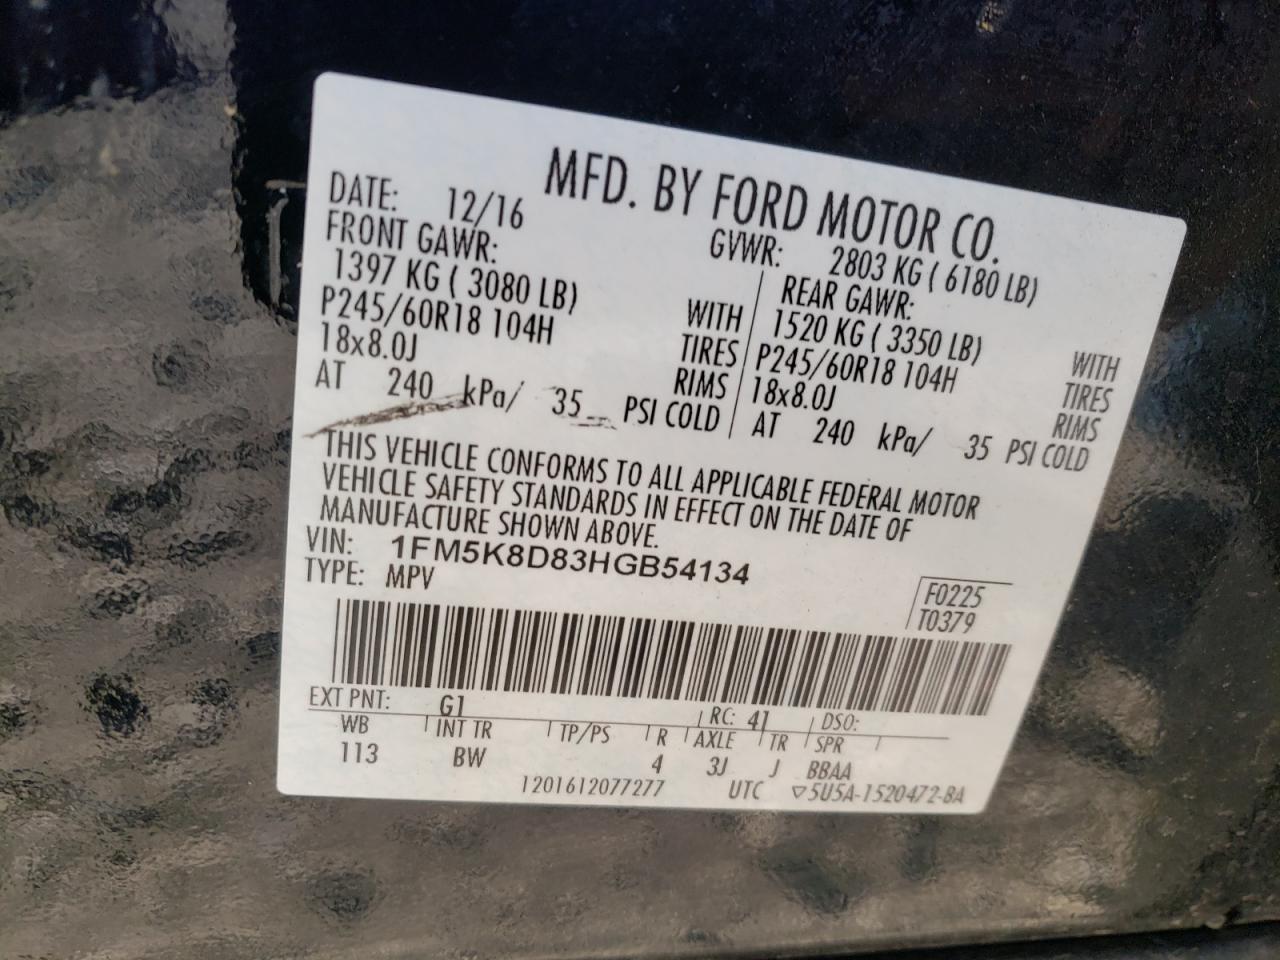 MFD. BY FORD MOTOR CO.
DATE: 12/16
GVWR: 2803 KG ( 6180 LB)
FRONT GAWR:
1397 KG ( 3080 LB) WITH
P245/60R18 104H TIRES
18x8.0J RIMS
AT 240 kPa/ 35 PSI COLD
REAR GAWR:
1520 KG ( 3350 LB) WITH
P245/60R18 104H TIRES
18x8.0J RIMS
AT 240 kPa/ 35 PSI COLD
THIS VEHICLE CONFORMS TO ALL APPLICABLE FEDERAL MOTOR
VEHICLE SAFETY STANDARDS IN EFFECT ON THE DATE OF
MANUFACTURE SHOWN ABOVE.
VIN: 1FM5K8D83HGB54134
TYPE: MPV
F0225
T0379
EXT PNT: G1 RC: 41 DSO:
WB INT TR TP/PS R AXLE TR SPR
113 BW 4 3J J BBAA
1201612077277 UTC ▽5U5A-1520472-BA